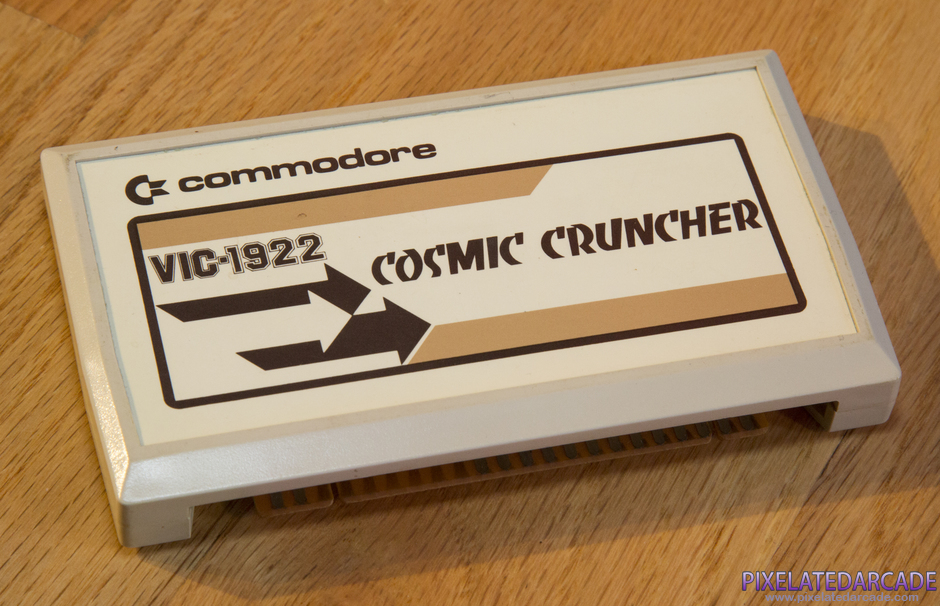 commodore
VIC-1922
COSMIC CRUNCHER
PIXELATEDARCADE
www.pixelatedarcade.com